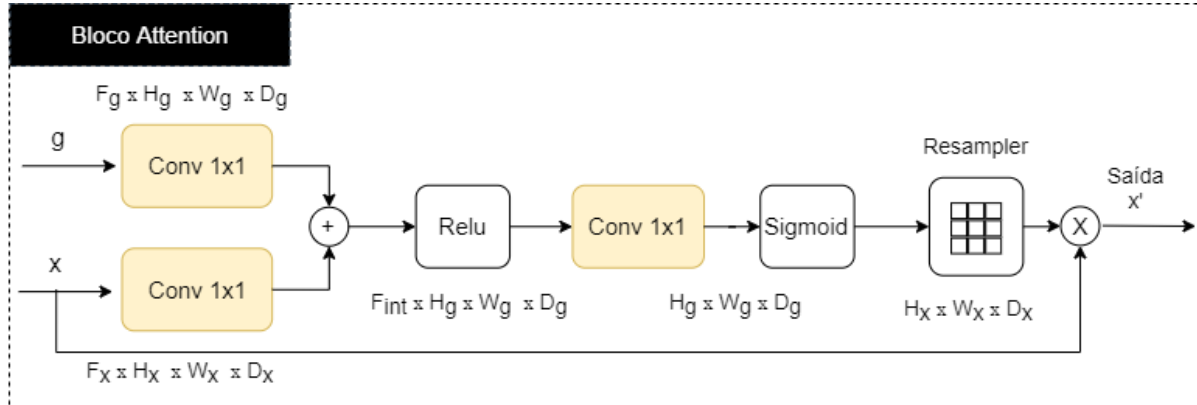 Bloco Attention
Fg x Hg x Wg x Dg
g
Conv 1x1
x
Conv 1x1
Fx x Hx x Wx x Dx
+
Relu
Fint x Hg x Wg x Dg
Conv 1x1
Hg x Wg x Dg
Sigmoid
Resampler
Hx x Wx x Dx
X
Saída
x'